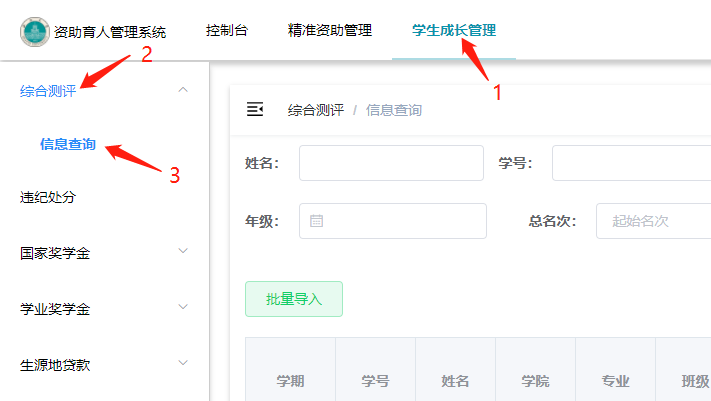 资助育人管理系统 控制台 精准资助管理 学生成长管理
2
1
综合测评
综合测评 / 信息查询
信息查询
3
姓名： 学号：
违纪处分
年级： 总名次： 起始名次
国家奖学金
批量导入
学业奖学金
生源地贷款
学期 学号 姓名 学院 专业 班级